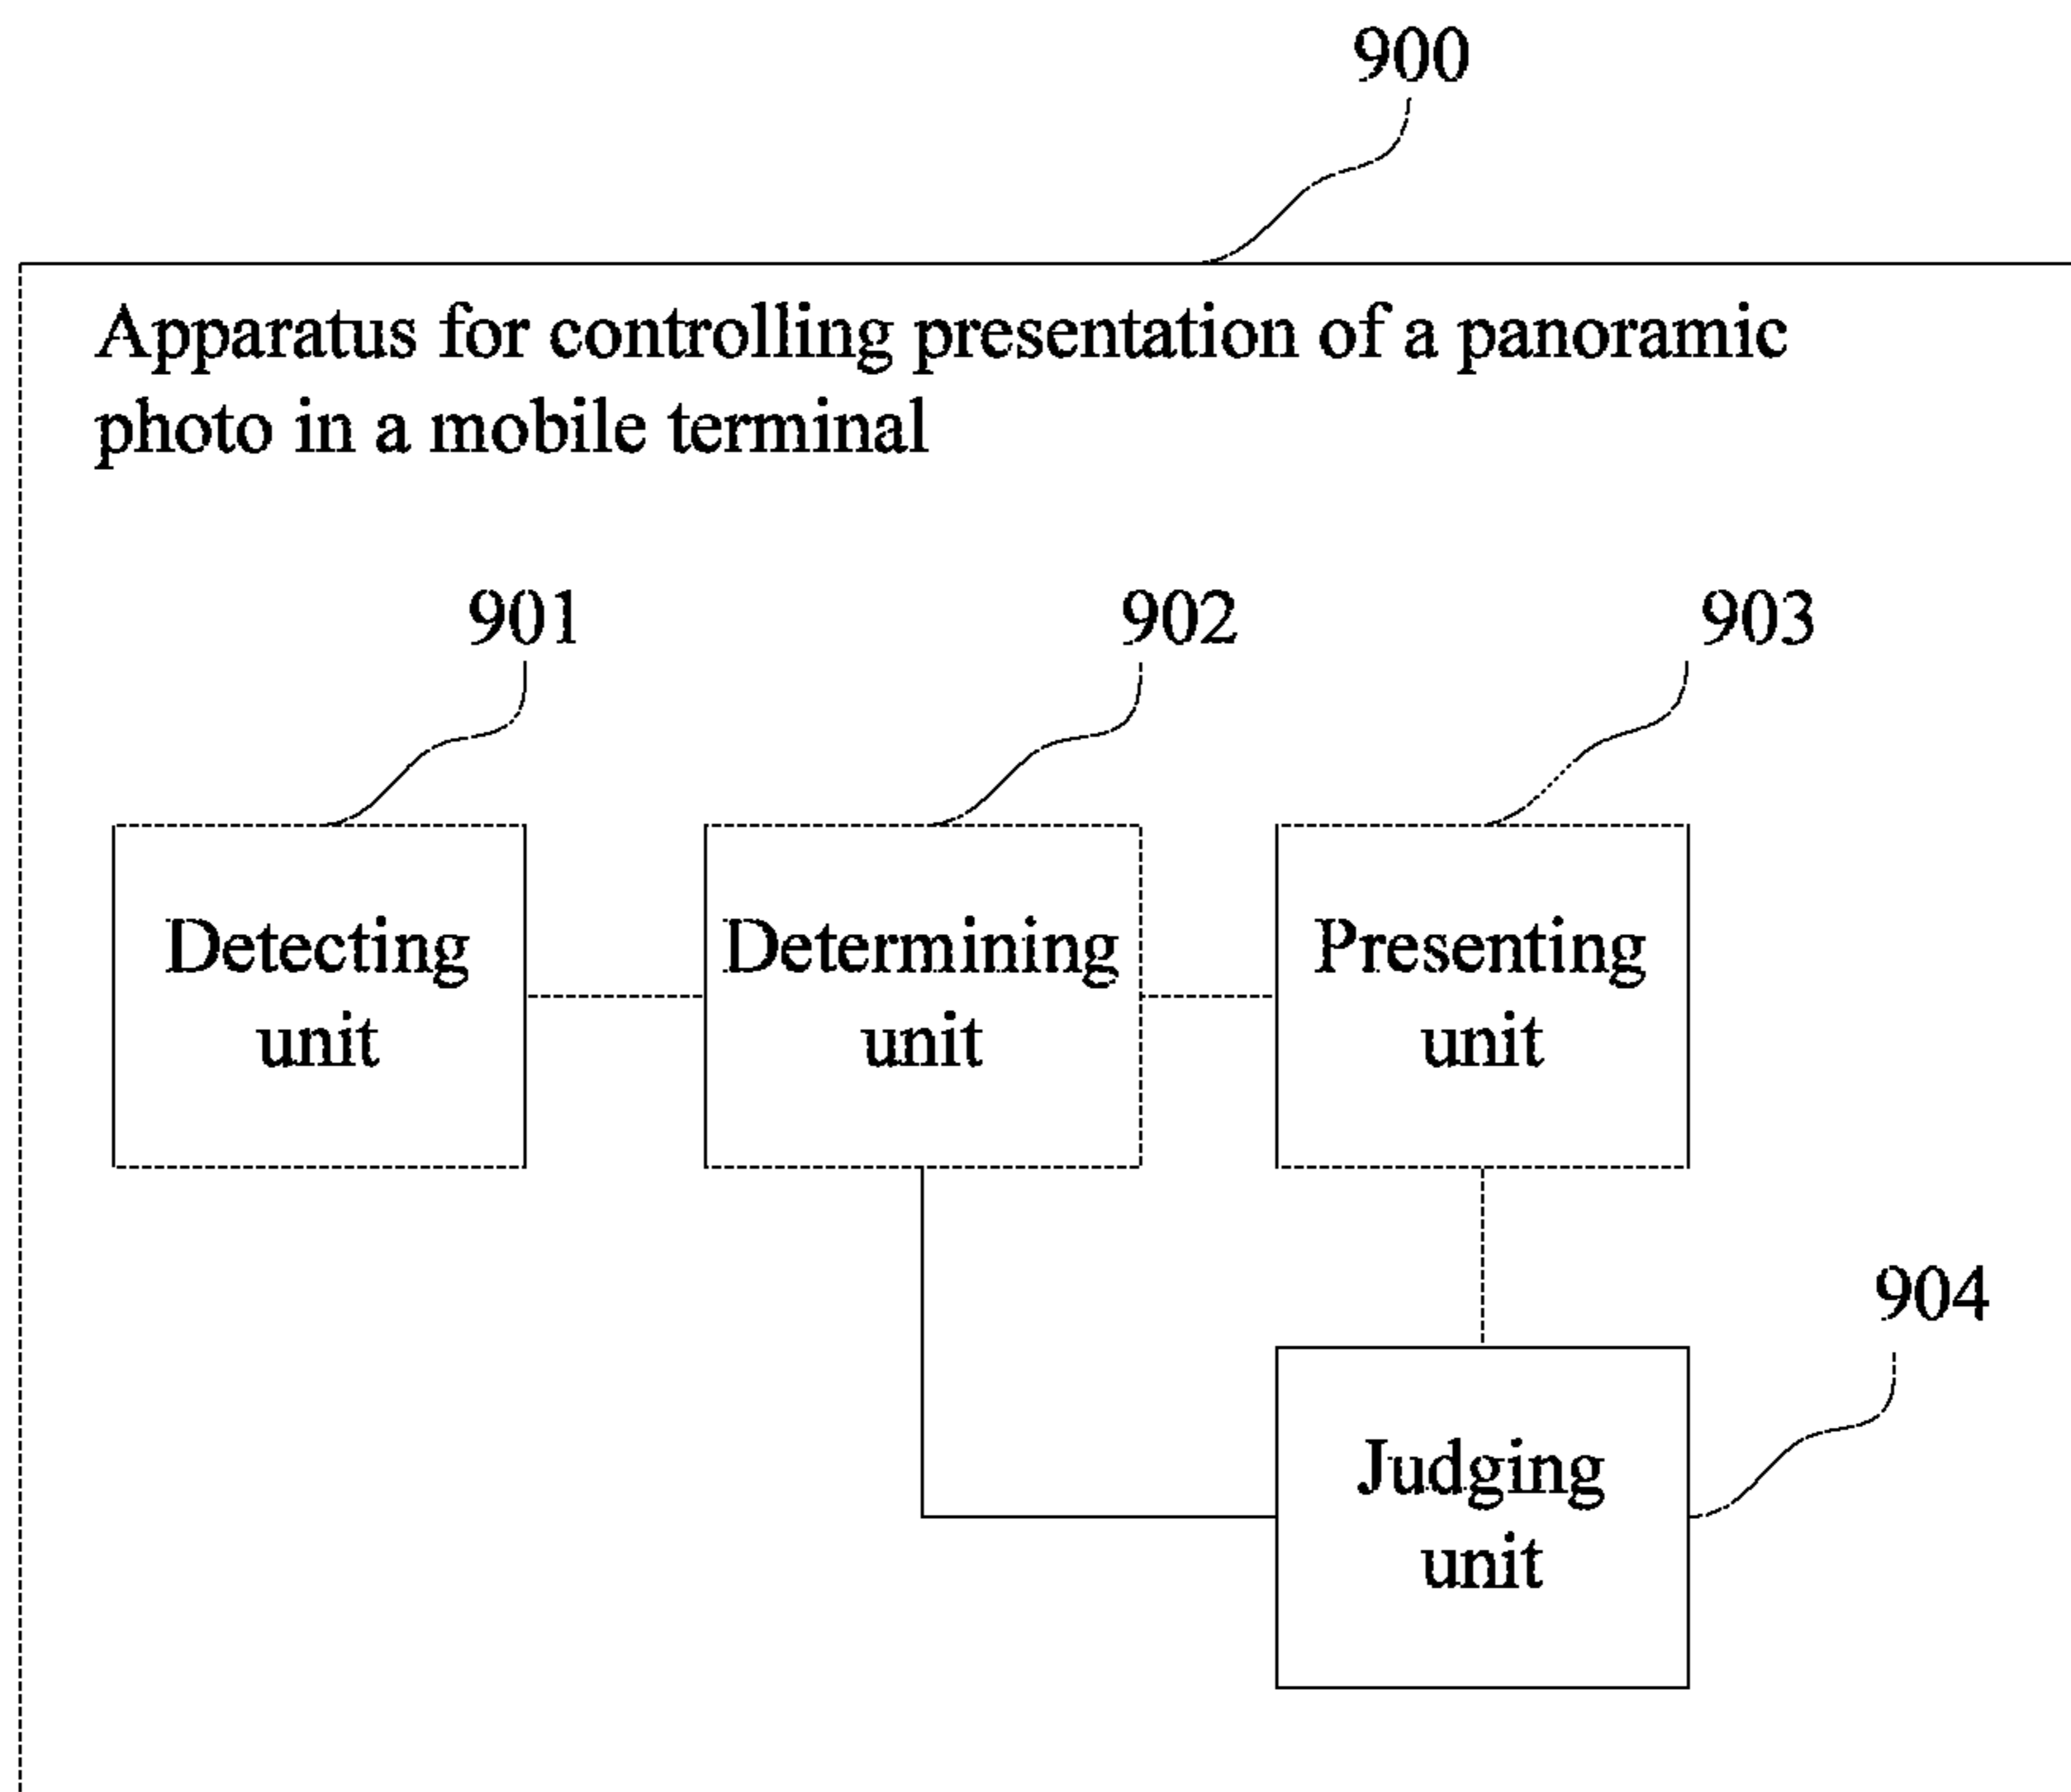 900
Apparatus for controlling presentation of a panoramic
photo in a mobile terminal
901
902
903
Detecting
unit
Determining
unit
Presenting
unit
904
Judging
unit